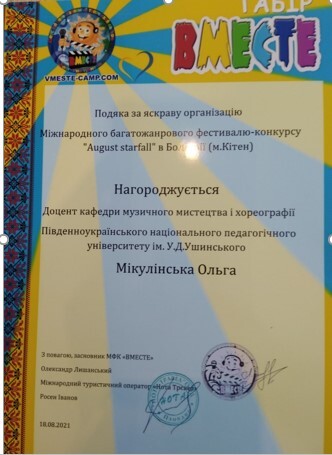 ТАБІР
ВМЕСТЕ
ВМЕСТЕ
VMESTE-CAMP.COM
Подяка за яскраву організацію
Міжнародного багатожанрового фестивалю-конкурсу
"August starfall" в (м.Кітен)
Нагороджується
Доцент кафедри музичного мистецтва і хореографії
Південноукраїнського національного педагогічного
університету ім. У.Д.Ушинського
Мікулінська Ольга
З повагою, засновник МФК «ВМЕСТЕ»
Олександр Лишанський
Міжнародний туристичний оператор «Нота
Росен Іванов
НОТА
18.08.2021